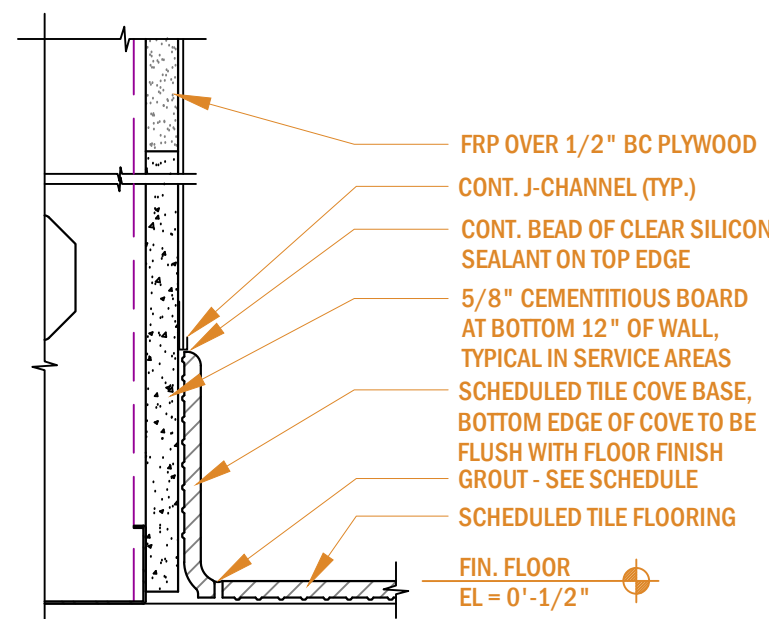 FRP OVER 1/2" BC PLYWOOD
CONT. J-CHANNEL (TYP.)
CONT. BEAD OF CLEAR SILICON
SEALANT ON TOP EDGE
5/8" CEMENTITIOUS BOARD
AT BOTTOM 12" OF WALL,
TYPICAL IN SERVICE AREAS
SCHEDULED TILE COVE BASE,
BOTTOM EDGE OF COVE TO BE
FLUSH WITH FLOOR FINISH
GROUT - SEE SCHEDULE
SCHEDULED TILE FLOORING
FIN. FLOOR
EL = 0'-1/2"